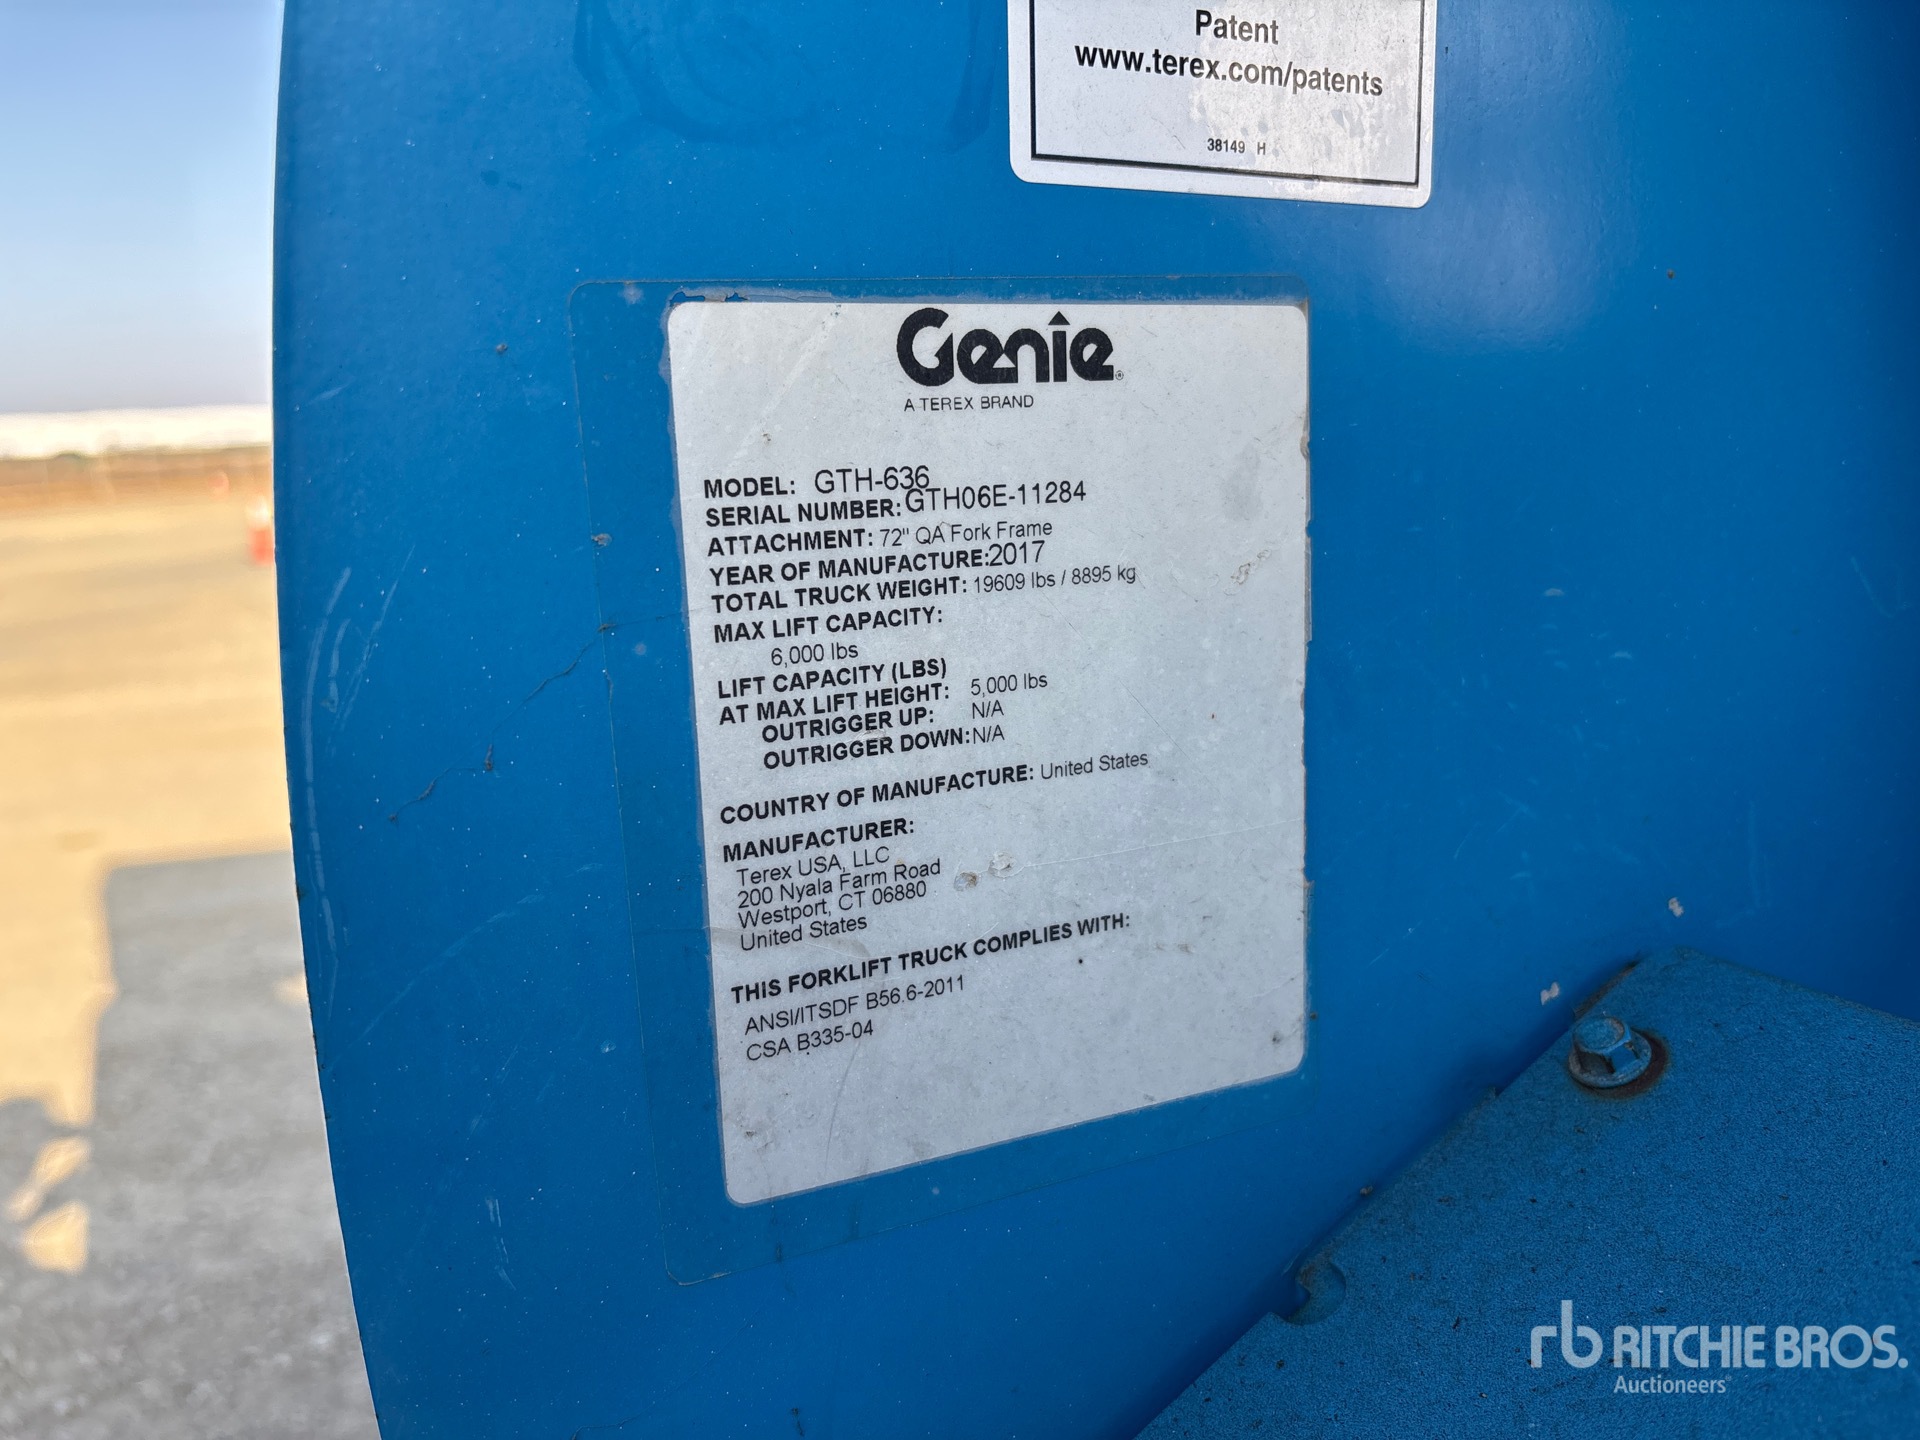 Patent
www.terex.com/patents
38149 H
Genie®
A TEREX BRAND
MODEL: GTH-636
SERIAL NUMBER: GTH06E-11284
ATTACHMENT: 72" QA Fork Frame
YEAR OF MANUFACTURE: 2017
TOTAL TRUCK WEIGHT: 19609 lbs / 8895 kg
MAX LIFT CAPACITY:
6,000 lbs
LIFT CAPACITY (LBS)
AT MAX LIFT HEIGHT: 5,000 lbs
OUTRIGGER UP: N/A
OUTRIGGER DOWN: N/A
COUNTRY OF MANUFACTURE: United States
MANUFACTURER:
Terex USA, LLC
200 Nyala Farm Road
Westport, CT 06880
United States
THIS FORKLIFT TRUCK COMPLIES WITH:
ANSI/ITSDF B56.6-2011
CSA B335-04
rb RITCHIE BROS.
Auctioneers